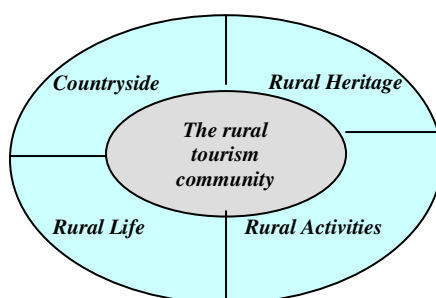 Countryside
Rural Heritage
The rural
tourism
community
Rural Life
Rural Activities